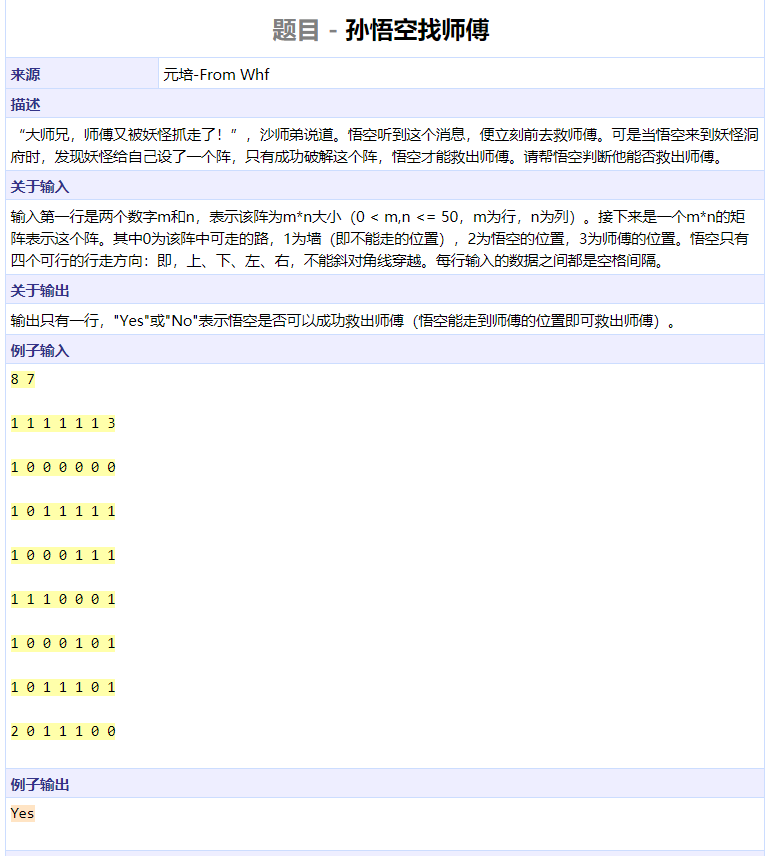 题目 - 孙悟空找师傅
来源 元培-From Whf
描述
“大师兄，师傅又被妖怪抓走了！”，沙师弟说道。悟空听到这个消息，便立刻前去救师傅。可是当悟空来到妖怪洞
府时，发现妖怪给自己设了一个阵，只有成功破解这个阵，悟空才能救出师傅。请帮悟空判断他能否救出师傅。
关于输入
输入第一行是两个数字m和n，表示该阵为m*n大小（0 < m,n <= 50，m为行，n为列）。接下来是一个m*n的矩
阵表示这个阵。其中0为该阵中可走的路，1为墙（即不能走的位置），2为悟空的位置，3为师傅的位置。悟空只有
四个可行的行走方向：即，上、下、左、右，不能斜对角线穿越。每行输入的数据之间都是空格间隔。
关于输出
输出只有一行，"Yes"或"No"表示悟空是否可以成功救出师傅（悟空能走到师傅的位置即可救出师傅）。
例子输入
8 7
1 1 1 1 1 1 3
1 0 0 0 0 0 0
1 0 1 1 1 1 1
1 0 0 0 1 1 1
1 1 1 0 0 0 1
1 0 0 0 1 0 1
1 0 1 1 1 0 1
2 0 1 1 1 0 0
例子输出
Yes